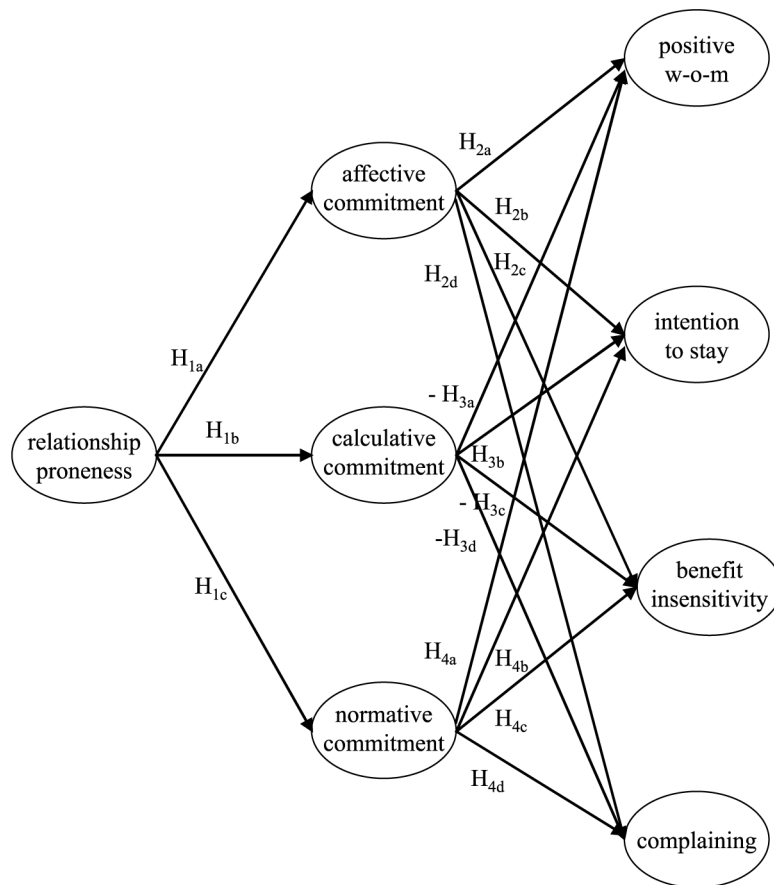 positive
w-o-m
H2a
affective
commitment
H2b
H2c
H2d
intention
to stay
H1a
- H3a
relationship
proneness
H1b
calculative
commitment
H3b
- H3c
-H3d
benefit
insensitivity
H1c
H4a
H4b
normative
commitment
H4c
H4d
complaining